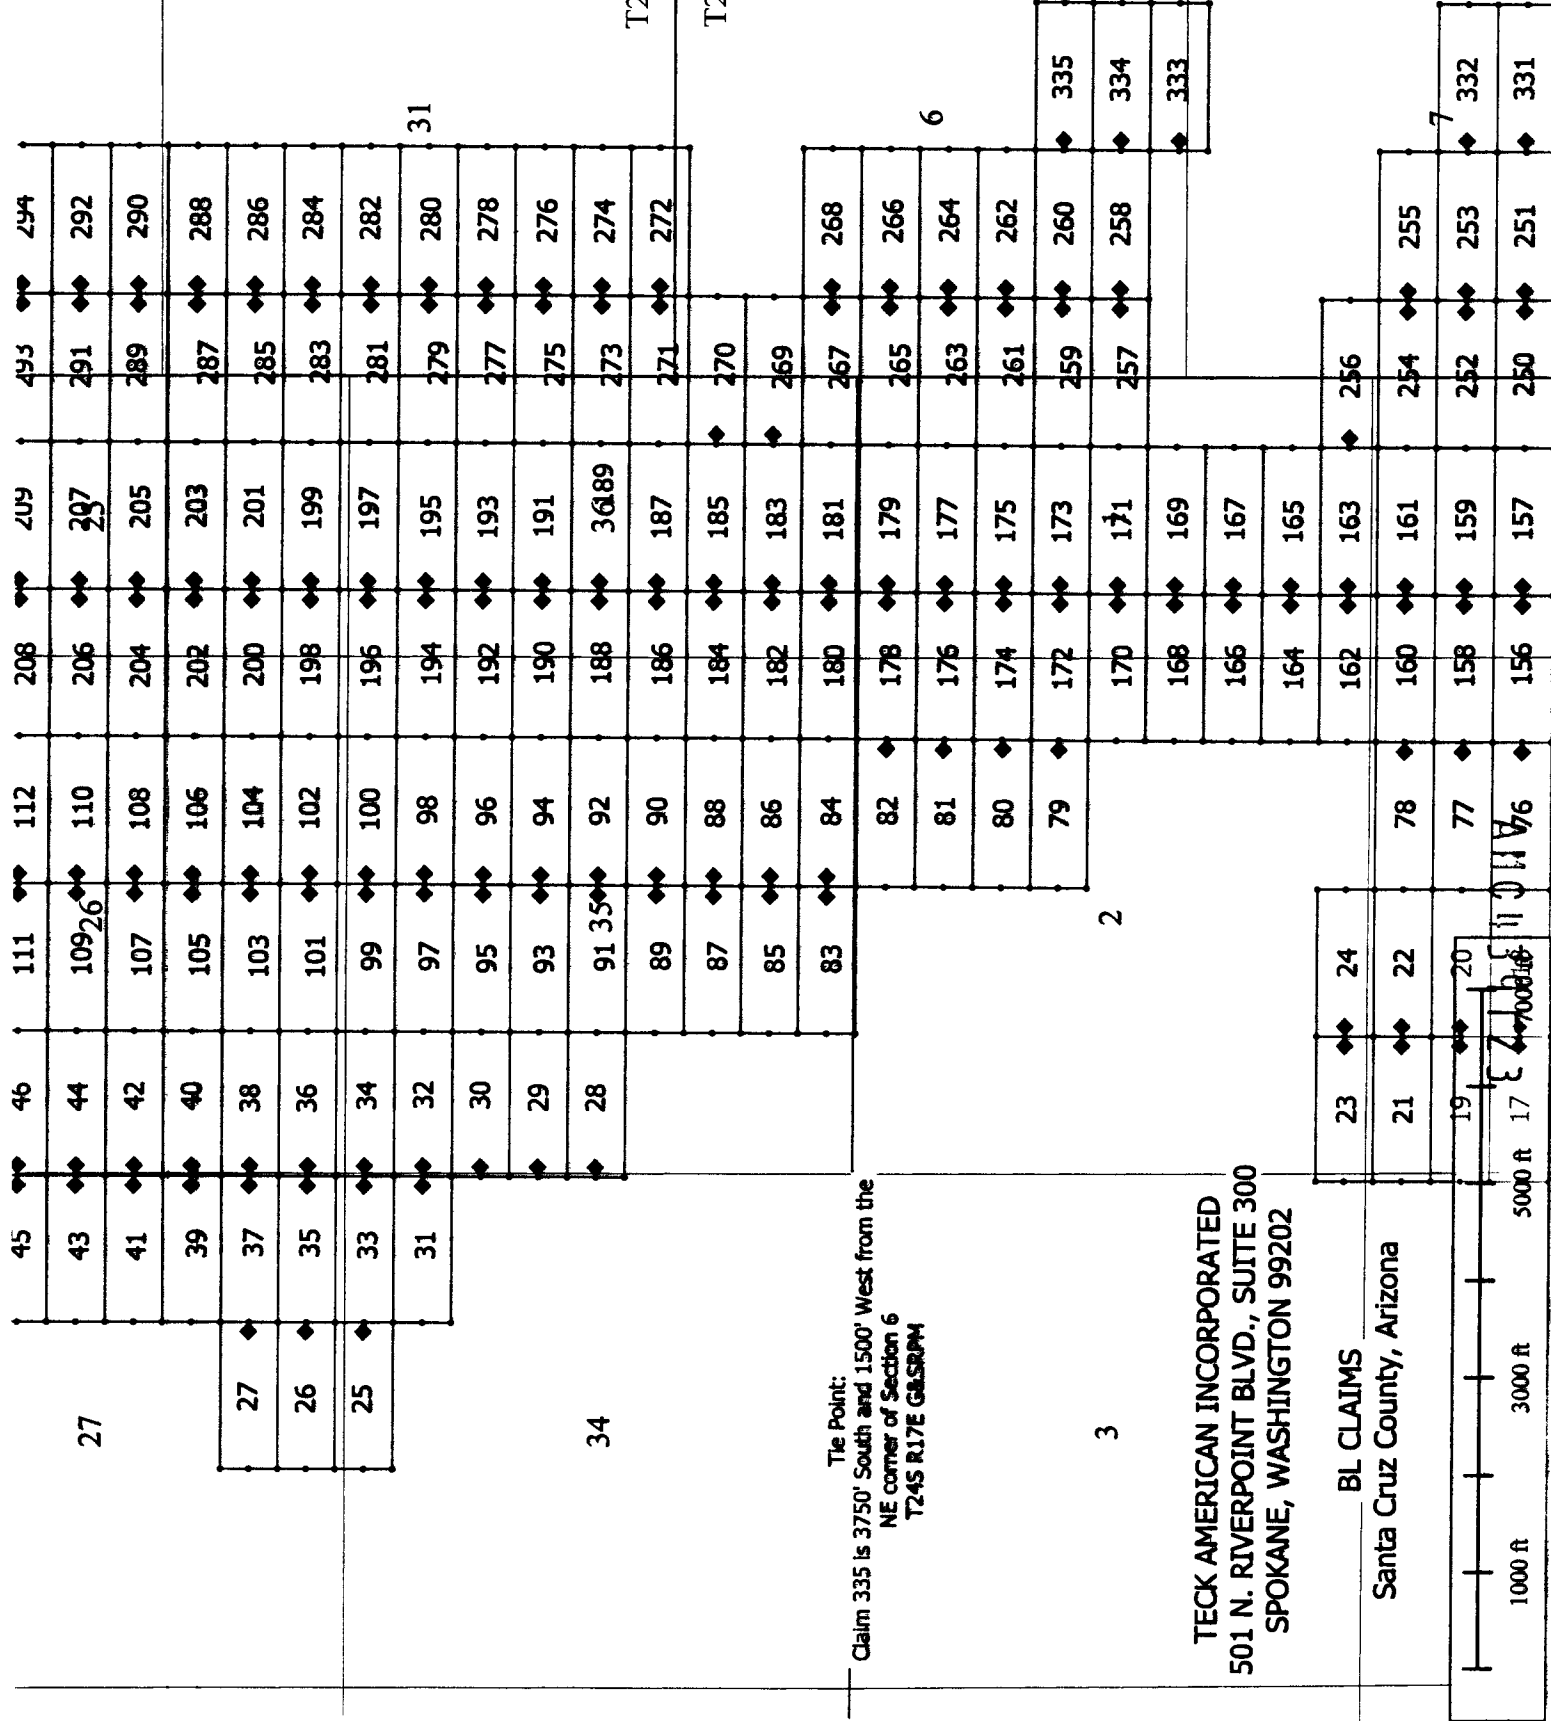 45 46 111 112 208 209 293 294
27 43 44 109 26 110 206 207 25 291 292
41 42 107 108 204 205 289 290
39 40 105 106 202 203 287 288
27 37 38 103 104 200 201 285 286
26 35 36 101 102 198 199 283 284
25 33 34 99 100 196 197 281 282
31 32 97 98 194 195 279 280 31
30 95 96 192 193 277 278
29 93 94 190 191 275 276
34 28 91 35 92 188 36 189 273 274
89 90 186 187 271 272
87 88 184 185 270
85 86 182 183 269
83 84 180 181 267 268
Tie Point:
Claim 335 is 3750' South and 1500' West from the
NE corner of Section 6
T24S R17E G&SRPM
82 178 179 265 266
81 176 177 263 264 6
80 174 175 261 262
79 172 173 259 260 335
3 2 170 171 1 257 258 334
168 169 333
166 167
164 165
TECK AMERICAN INCORPORATED
501 N. RIVERPOINT BLVD., SUITE 300
SPOKANE, WASHINGTON 99202
23 24 162 163 256
21 22 78 160 161 254 255
19 20 77 158 159 252 253 7 332
17 76 156 157 250 251 331
BL CLAIMS
Santa Cruz County, Arizona
1000 ft 3000 ft 5000 ft